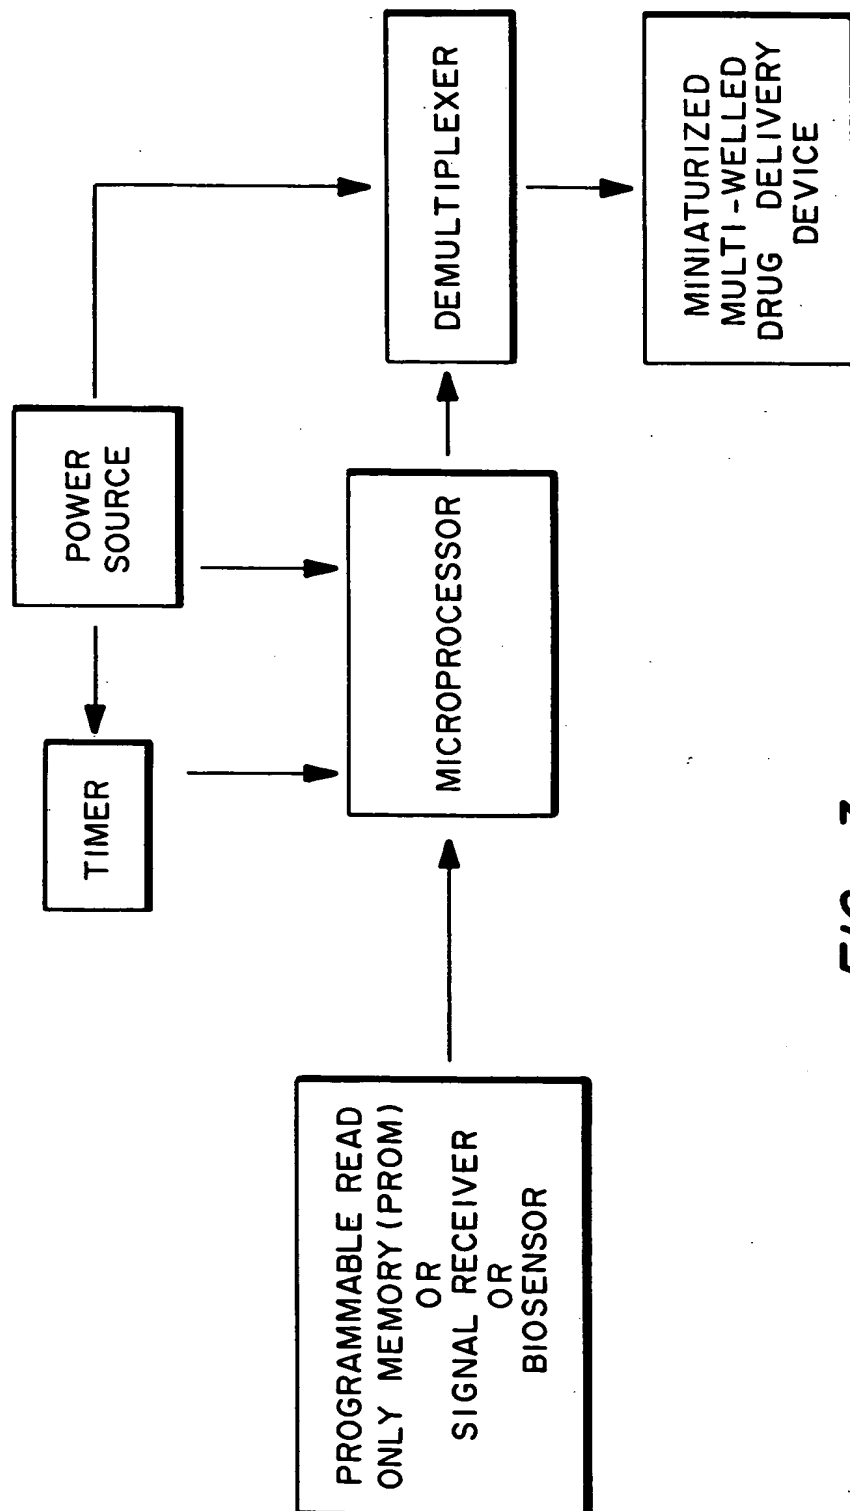 TIMER
POWER
SOURCE
PROGRAMMABLE READ
ONLY MEMORY (PROM)
OR
SIGNAL RECEIVER
OR
BIOSENSOR
MICROPROCESSOR
DEMULTIPLEXER
MINIATURIZED
MULTI-WELLED
DRUG DELIVERY
DEVICE